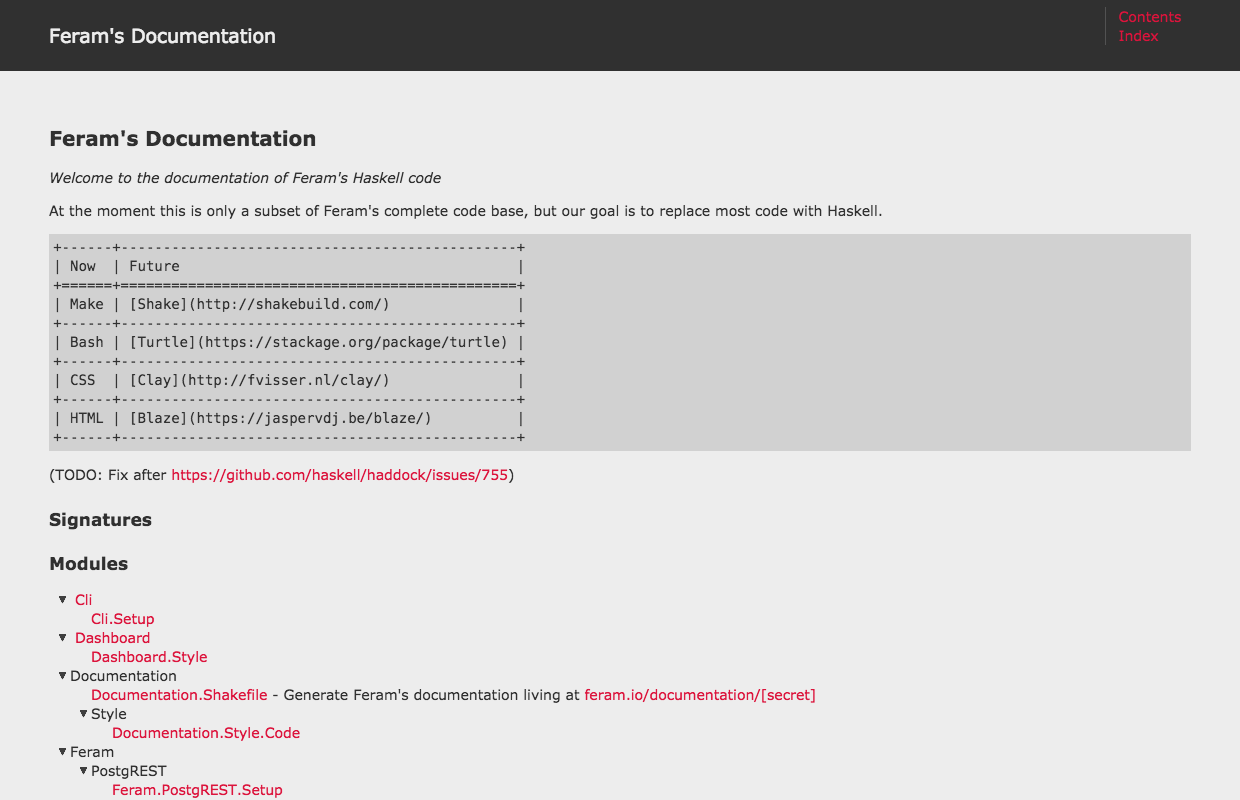 Feram's Documentation
Contents
Index
Feram's Documentation
Welcome to the documentation of Feram's Haskell code
At the moment this is only a subset of Feram's complete code base, but our goal is to replace most code with Haskell.
+------+-----------------------------------------------+
| Now  | Future                                        |
+======+===============================================+
| Make | [Shake](http://shakebuild.com/)               |
+------+-----------------------------------------------+
| Bash | [Turtle](https://stackage.org/package/turtle) |
+------+-----------------------------------------------+
| CSS  | [Clay](http://fvisser.nl/clay/)               |
+------+-----------------------------------------------+
| HTML | [Blaze](https://jaspervdj.be/blaze/)          |
+------+-----------------------------------------------+
(TODO: Fix after https://github.com/haskell/haddock/issues/755)
Signatures
Modules
Cli
Cli.Setup
Dashboard
Dashboard.Style
Documentation
Documentation.Shakefile - Generate Feram's documentation living at feram.io/documentation/[secret]
Style
Documentation.Style.Code
Feram
PostgREST
Feram.PostgREST.Setup